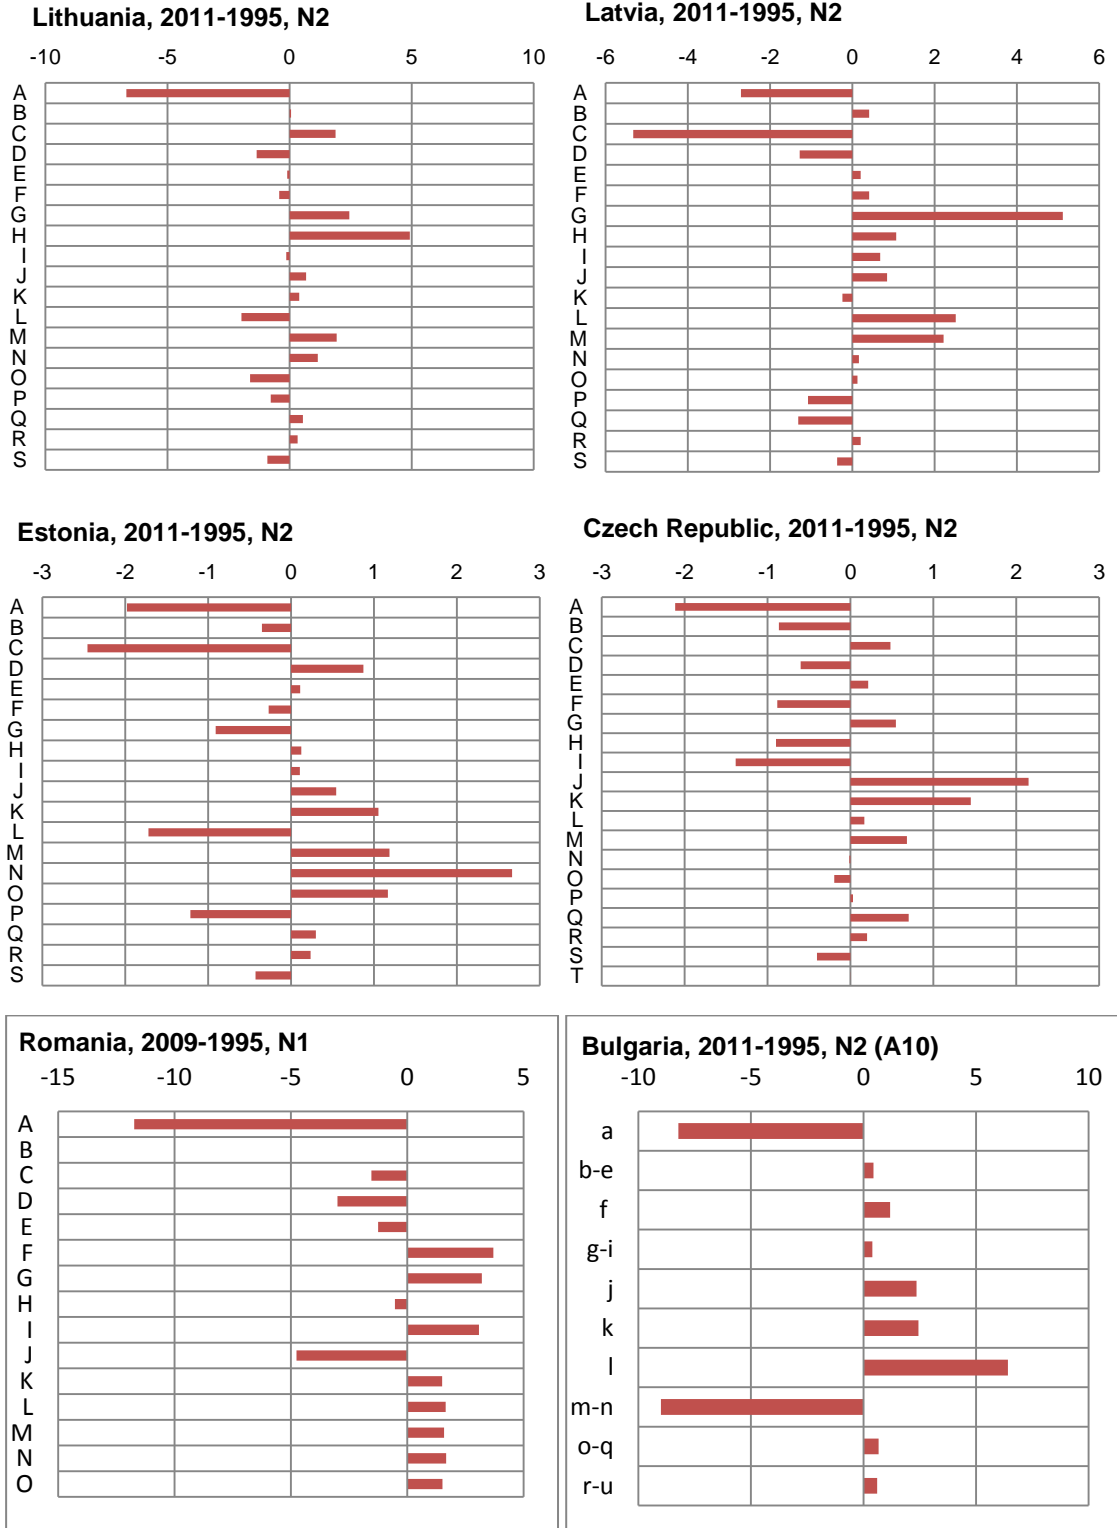 Lithuania, 2011-1995, N2
-10 -5 0 5 10
A
B
C
D
E
F
G
H
I
J
K
L
M
N
O
P
Q
R
S
Latvia, 2011-1995, N2
-6 -4 -2 0 2 4 6
A
B
C
D
E
F
G
H
I
J
K
L
M
N
O
P
Q
R
S
Estonia, 2011-1995, N2
-3 -2 -1 0 1 2 3
A
B
C
D
E
F
G
H
I
J
K
L
M
N
O
P
Q
R
S
Czech Republic, 2011-1995, N2
-3 -2 -1 0 1 2 3
A
B
C
D
E
F
G
H
I
J
K
L
M
N
O
P
Q
R
S
T
Romania, 2009-1995, N1
-15 -10 -5 0 5
A
B
C
D
E
F
G
H
I
J
K
L
M
N
O
Bulgaria, 2011-1995, N2 (A10)
-10 -5 0 5 10
a
b-e
f
g-i
j
k
l
m-n
o-q
r-u